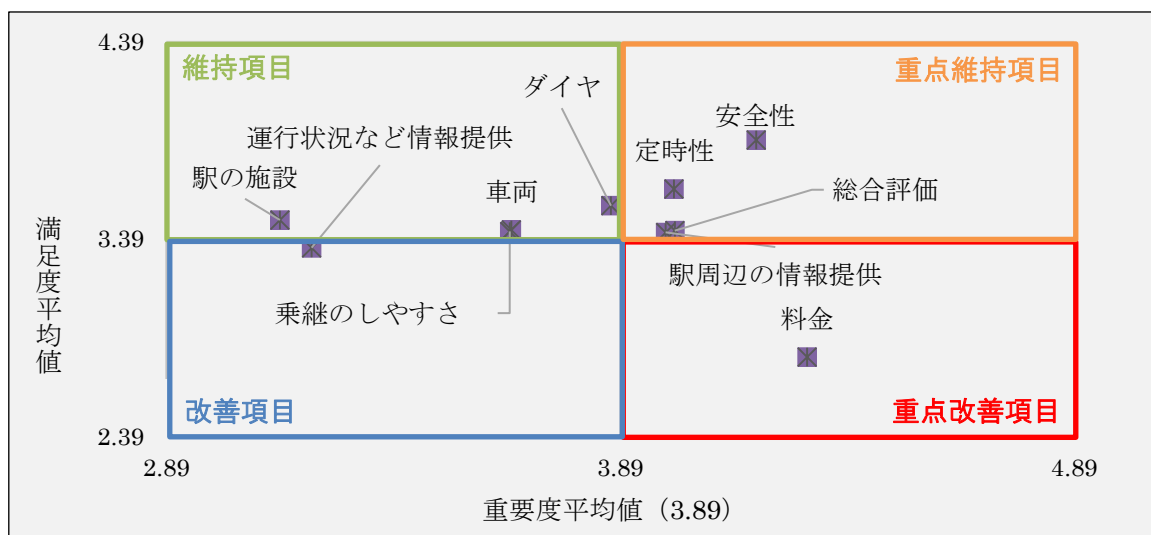 4.39
維持項目
重点維持項目
ダイヤ
安全性
運行状況など情報提供
定時性
駅の施設
車両
総合評価
満足度平均値
3.39
駅周辺の情報提供
乗継のしやすさ
料金
改善項目
重点改善項目
2.39
2.89
3.89
4.89
重要度平均値（3.89）